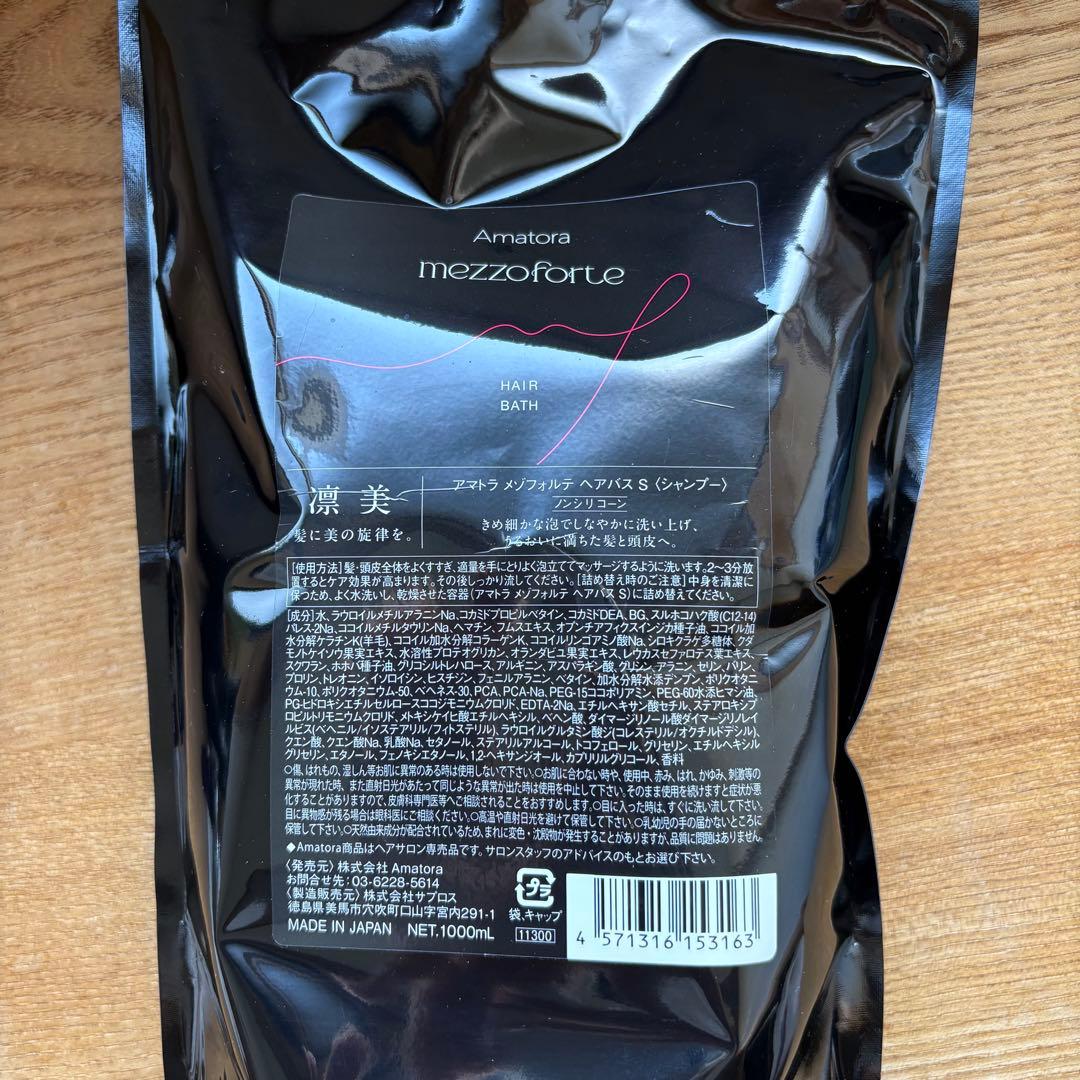 Amatora
mezzoforte
HAIR
BATH
凛美
髪に美の旋律を。
アマトラ メゾフォルテ ヘアバス S〈シャンプー〉
ノンシリコーン
きめ細かな泡でしなやかに洗い上げ、
うるおいに満ちた髪と頭皮へ。
[使用方法]髪・頭皮全体をよくすすぎ、適量を手にとりよく泡立ててマッサージするように洗います。2〜3分放
置するとケア効果が高まります。その後しっかり流してください。[詰め替え時のご注意]中身を清潔に
保つため、よく水洗いし、乾燥させた容器(アマトラ メゾフォルテ ヘアバス S)に詰め替えてください。
[成分]水、ラウロイルメチルアラニンNa、コカミドプロピルベタイン、コカミドDEA、BG、スルホコハク酸(C12-14)
パレス-2Na、ココイルメチルタウリンNa、ヘマチン、フムスエキス、オプンチアフィクスインジカ種子油、ココイル加
水分解ケラチンK(羊毛)、ココイル加水分解コラーゲンK、ココイルリンゴアミノ酸Na、シロキクラゲ多糖体、クダ
モノトケイソウ果実エキス、水溶性プロテオグリカン、オランダビユ果実エキス、レウカスセファロテス葉エキス、
スクワラン、ホホバ種子油、グリコシルトレハロース、アルギニン、アスパラギン酸、グリシン、アラニン、セリン、バリン、
プロリン、トレオニン、イソロイシン、ヒスチジン、フェニルアラニン、ベタイン、加水分解水添デンプン、ポリクオタニ
ウム-10、ポリクオタニウム-50、ベヘネス-30、PCA、PCA-Na、PEG-15ココポリアミン、PEG-60水添ヒマシ油、
PG-ヒドロキシエチルセルロースココジモニウムクロリド、EDTA-2Na、エチルヘキサン酸セチル、ステアロキシプ
ロピルトリモニウムクロリド、メトキシケイヒ酸エチルヘキシル、ベヘン酸、ダイマージリノール酸ダイマージリノレイ
ルビス(ベヘニル/イソステアリル/フィトステリル)、ラウロイルグルタミン酸ジ(コレステリル/オクチルドデシル)、
クエン酸、クエン酸Na、乳酸Na、セタノール、ステアリルアルコール、トコフェロール、グリセリン、エチルヘキシル
グリセリン、エタノール、フェノキシエタノール、1,2-ヘキサンジオール、カプリリルグリコール、香料
○傷、はれもの、湿しん等お肌に異常のある時は使用しないで下さい。○お肌に合わない時や、使用中、赤み、はれ、かゆみ、刺激等の
異常が現れた時、また直射日光があたって同じような異常が出た時は使用を中止して下さい。そのまま使用を続けますと症状が悪
化することがありますので、皮膚科専門医等へご相談されることをおすすめします。○目に入った時は、すぐに洗い流して下さい。
目に異物感が残る場合は眼科医にご相談ください。○高温や直射日光を避けて保管して下さい。○乳幼児の手の届かないところに
保管して下さい。○天然由来成分が配合されているため、まれに変色・沈殿物が発生することがありますが、品質に問題はありません。
◆Amatora商品はヘアサロン専売品です。サロンスタッフのアドバイスのもとお選び下さい。
〈発売元〉株式会社 Amatora
お問合せ先：03-6228-5614
〈製造販売元〉株式会社サプロス
徳島県美馬市穴吹町口山字宮内291-1
MADE IN JAPAN NET.1000mL
プラ
袋、キャップ
11300
4 571316 153163